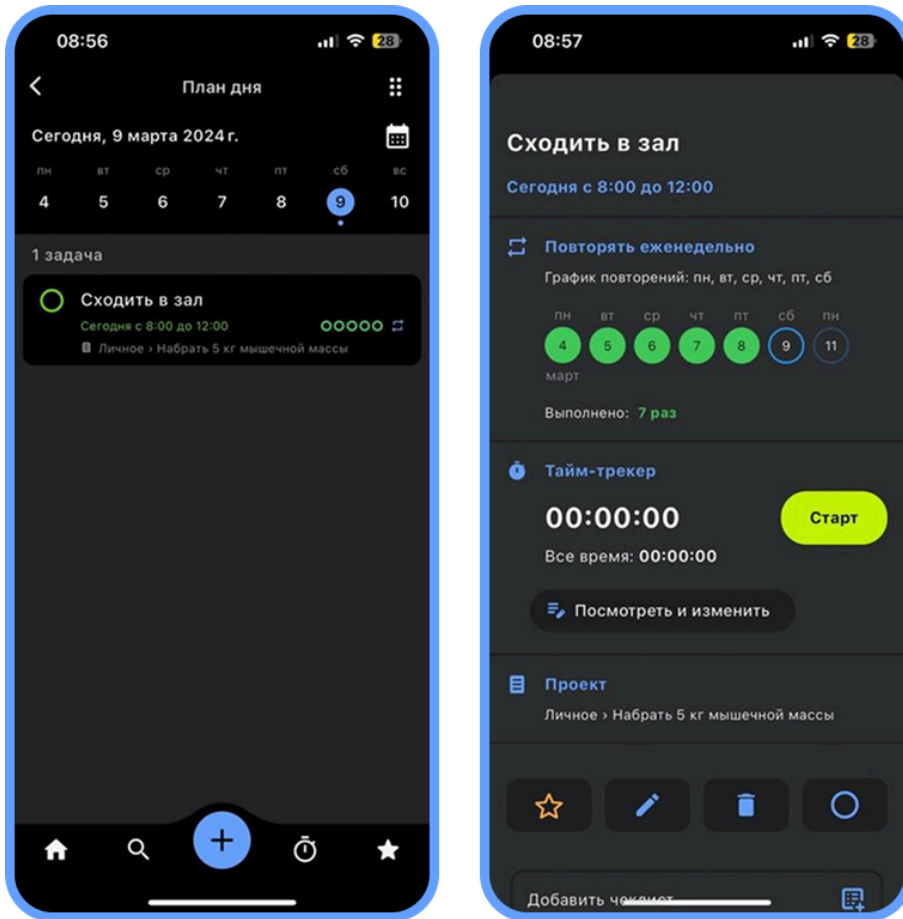 08:56
28
План дня
Сегодня, 9 марта 2024 г.
пн вт ср чт пт сб вс
4 5 6 7 8 9 10
1 задача
Сходить в зал
Сегодня с 8:00 до 12:00
Личное › Набрать 5 кг мышечной массы
08:57
28
Сходить в зал
Сегодня с 8:00 до 12:00
Повторять еженедельно
График повторений: пн, вт, ср, чт, пт, сб
пн вт ср чт пт сб пн
4 5 6 7 8 9 11
март
Выполнено: 7 раз
Тайм-трекер
00:00:00
Старт
Все время: 00:00:00
Посмотреть и изменить
Проект
Личное › Набрать 5 кг мышечной массы
Добавить чеклист